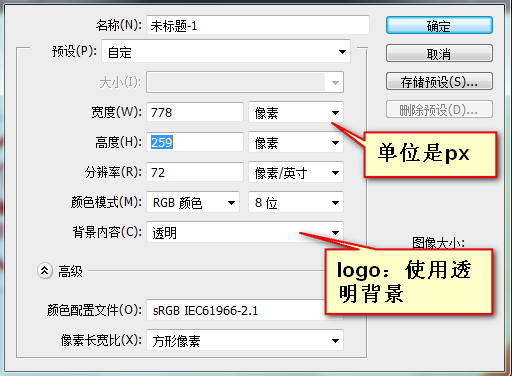 名称(N): 未标题-1
确定
预设(P): 自定
取消
大小(I):
存储预设(S)...
宽度(W): 778 像素
删除预设(D)...
高度(H): 259 像素
单位是px
分辨率(R): 72 像素/英寸
颜色模式(M): RGB 颜色 8 位
背景内容(C): 透明
图像大小:
高级
logo：使用透
明背景
颜色配置文件(O): sRGB IEC61966-2.1
像素长宽比(X): 方形像素